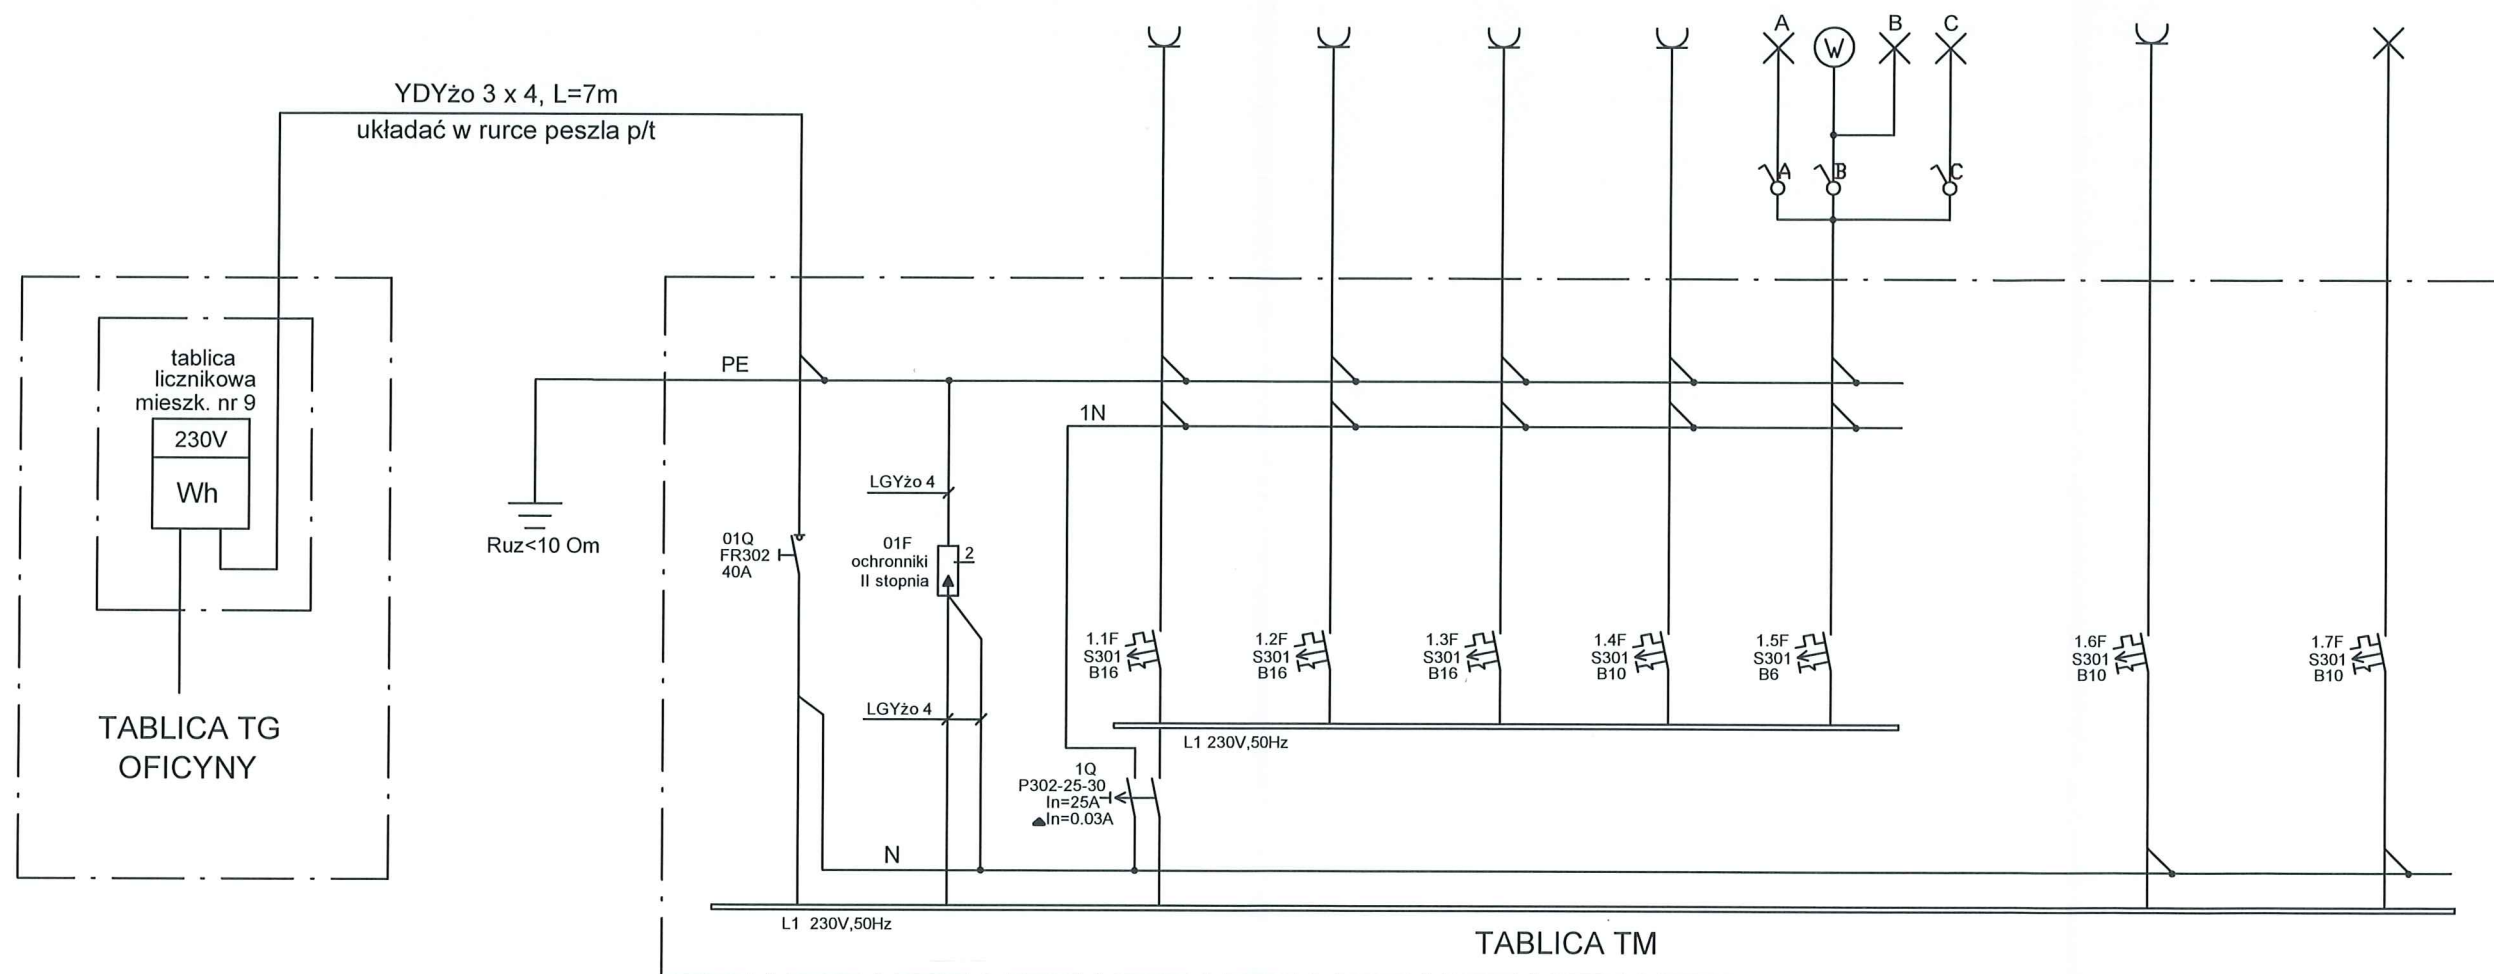 YDYżo 3 x 4, L=7m
układać w rurce peszla p/t
A
W
B
C
A
B
C
tablica
licznikowa
mieszk. nr 9
230V
Wh
TABLICA TG
OFICYNY
PE
1N
Ruz<10 Om
LGYżo 4
01Q
FR302
40A
01F
ochronniki
II stopnia
2
LGYżo 4
1.1F
S301
B16
1.2F
S301
B16
1.3F
S301
B16
1.4F
S301
B10
1.5F
S301
B6
1.6F
S301
B10
1.7F
S301
B10
L1 230V,50Hz
1Q
P302-25-30
In=25A
▲In=0.03A
N
L1 230V,50Hz
TABLICA TM